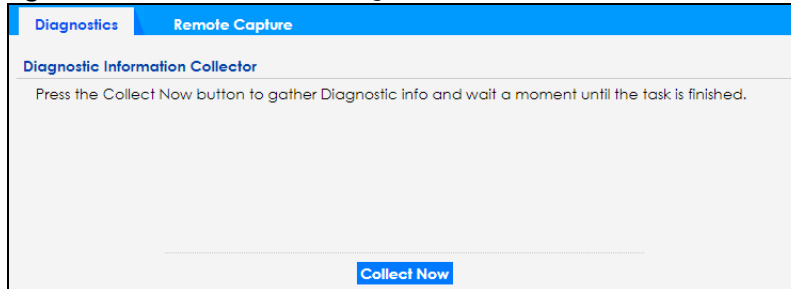 Diagnostics Remote Capture
Diagnostic Information Collector
Press the Collect Now button to gather Diagnostic info and wait a moment until the task is finished.
Collect Now